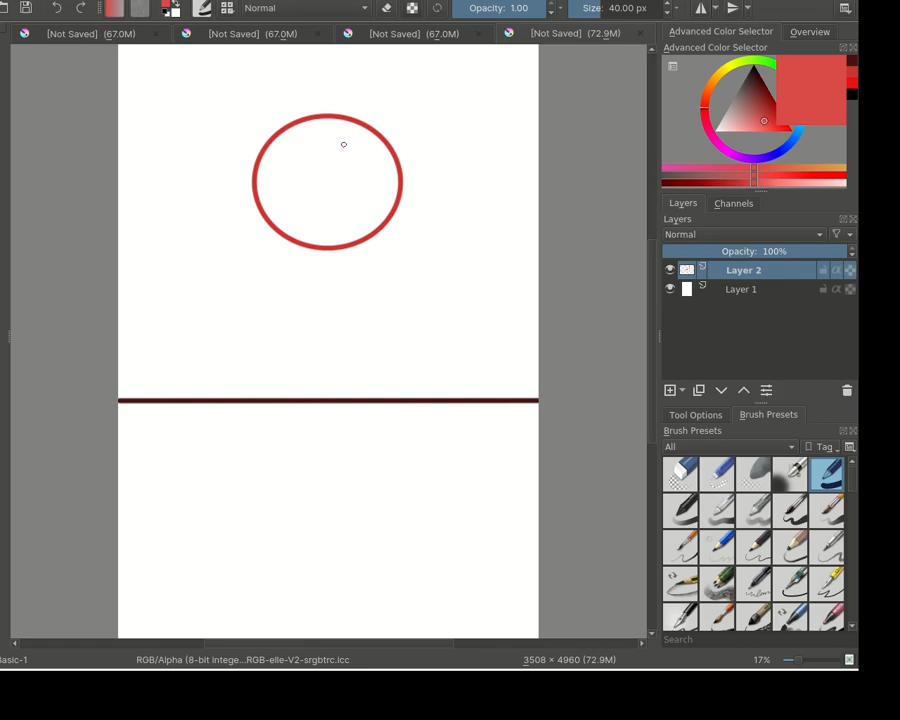 Normal Opacity: 1.00 Size: 40.00 px
[Not Saved] (67.0M) [Not Saved] (67.0M) [Not Saved] (67.0M) [Not Saved] (72.9M)
Advanced Color Selector Overview
Advanced Color Selector
Layers Channels
Layers
Normal
Opacity: 100%
Layer 2
Layer 1
Tool Options Brush Presets
Brush Presets
All Tag
Search
asic-1 RGB/Alpha (8-bit intege...RGB-elle-V2-srgbtrc.icc 3508 x 4960 (72.9M) 17%